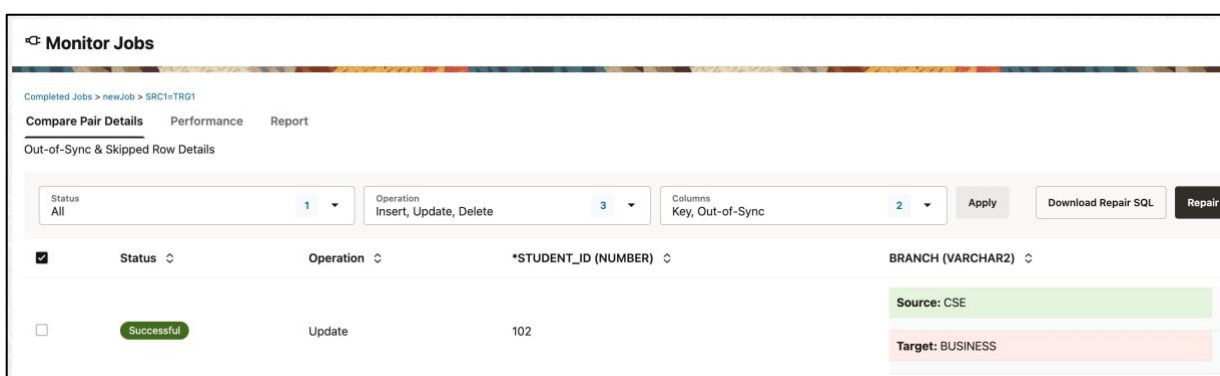 Monitor Jobs
Completed Jobs > newJob > SRC1=TRG1
Compare Pair Details Performance Report
Out-of-Sync & Skipped Row Details
Status
All 1
Operation
Insert, Update, Delete 3
Columns
Key, Out-of-Sync 2
Apply Download Repair SQL Repair
Status Operation *STUDENT_ID (NUMBER) BRANCH (VARCHAR2)
Source: CSE
Successful Update 102
Target: BUSINESS